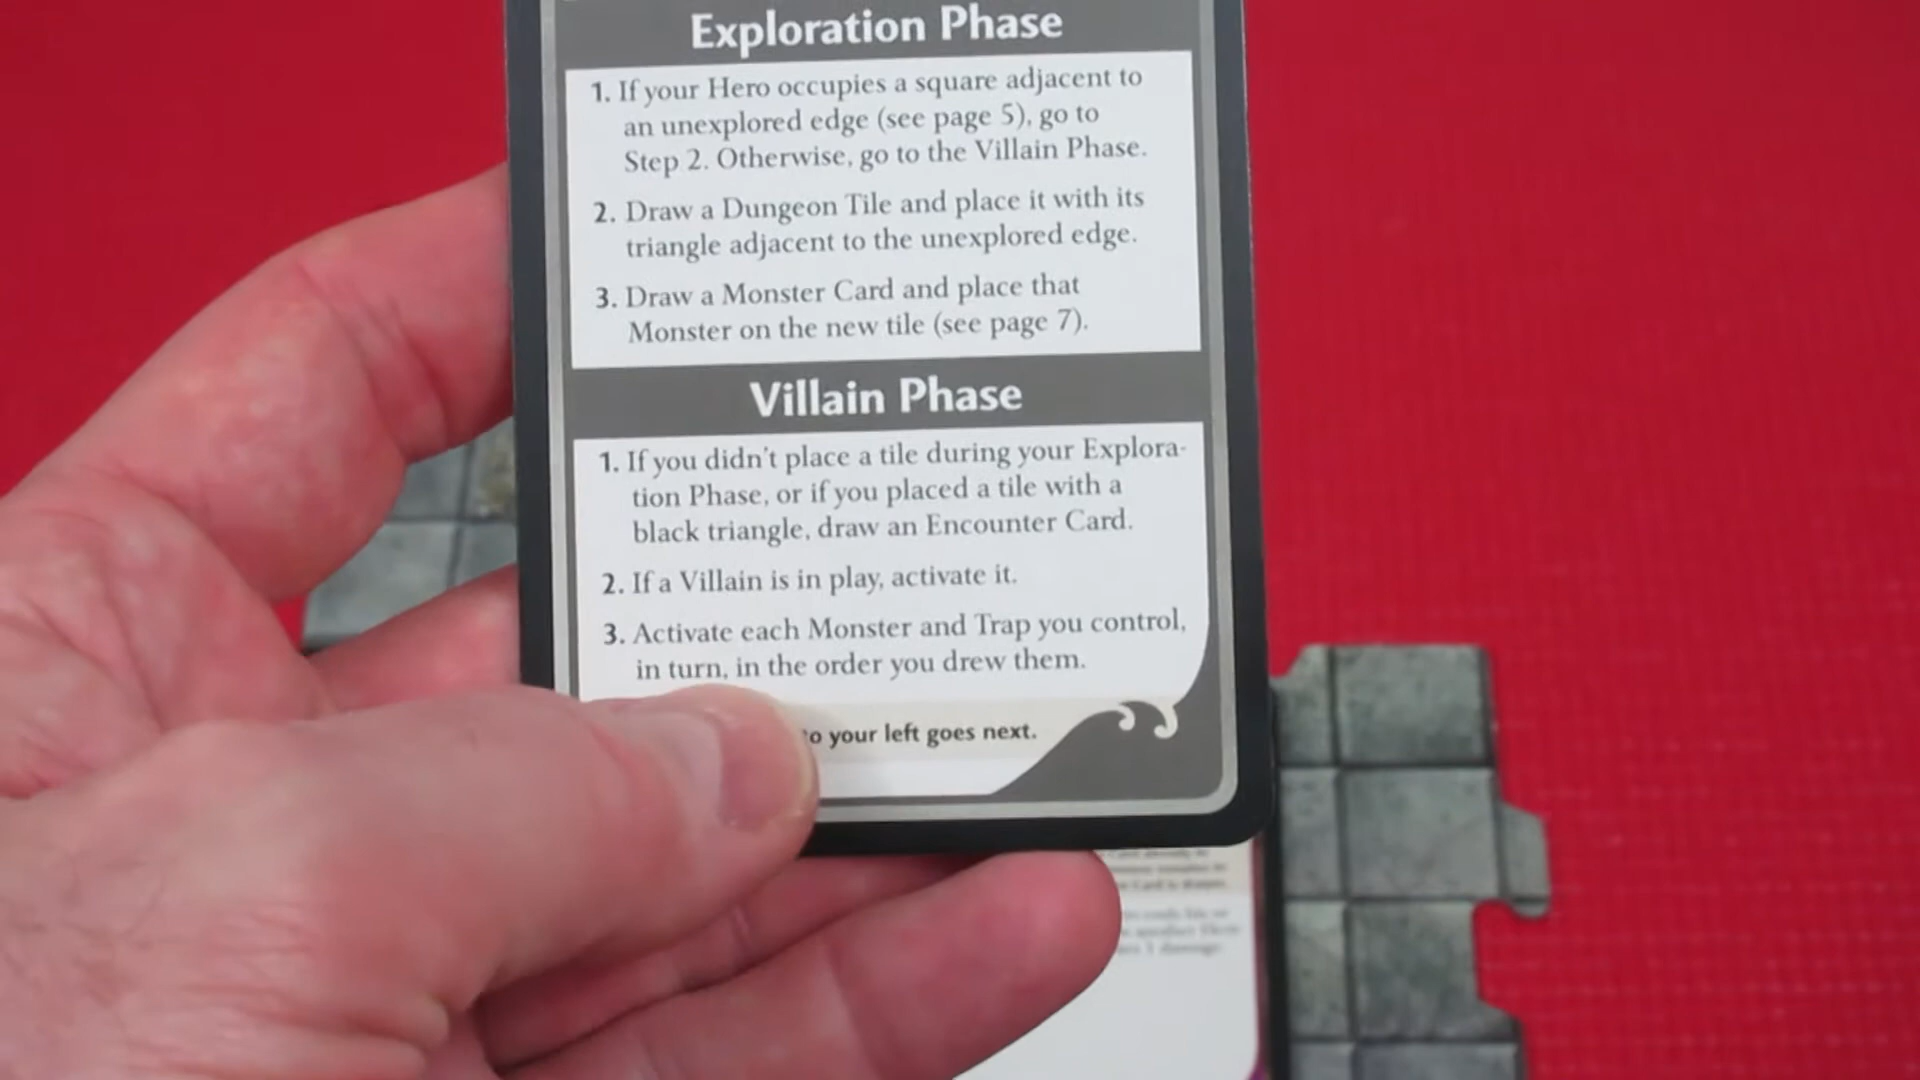 Exploration Phase
1. If your Hero occupies a square adjacent to
an unexplored edge (see page 5), go to
Step 2. Otherwise, go to the Villain Phase.
2. Draw a Dungeon Tile and place it with its
triangle adjacent to the unexplored edge.
3. Draw a Monster Card and place that
Monster on the new tile (see page 7).
Villain Phase
1. If you didn't place a tile during your Explora-
tion Phase, or if you placed a tile with a
black triangle, draw an Encounter Card.
2. If a Villain is in play, activate it.
3. Activate each Monster and Trap you control,
in turn, in the order you drew them.
to your left goes next.